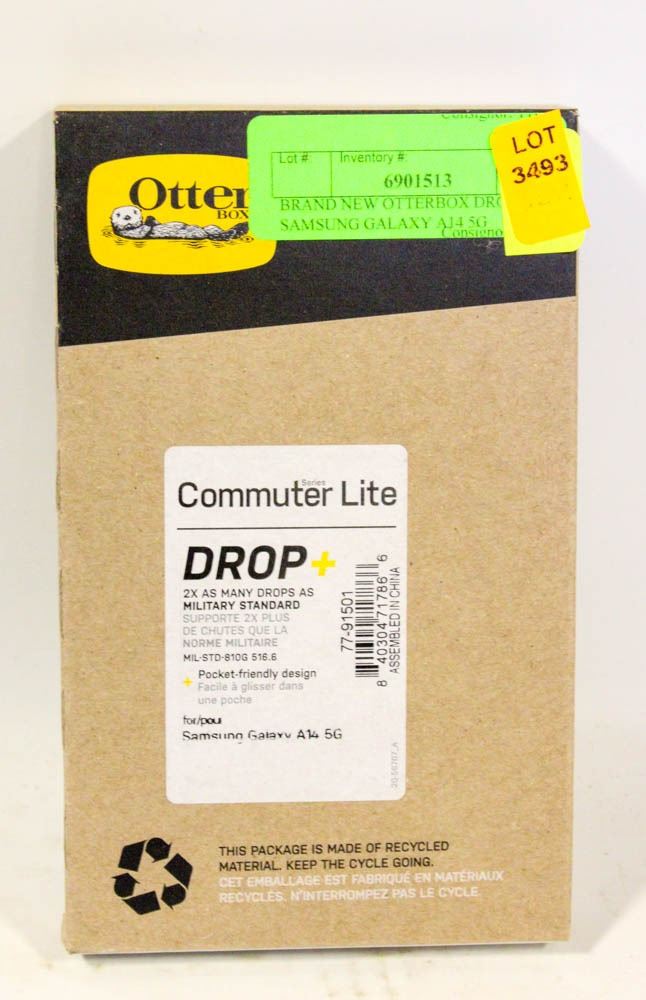 Otter
BOX
Lot #:
Inventory #:
6901513
BRAND NEW OTTERBOX
SAMSUNG GALAXY A14 5G
LOT
3493
Commuter Lite
Series
DROP+
2X AS MANY DROPS AS
MILITARY STANDARD
SUPPORTE 2X PLUS
DE CHUTES QUE LA
NORME MILITAIRE
MIL-STD-810G 516.6
+ Pocket-friendly design
Facile à glisser dans
une poche
for/pour
Samsung Galaxy A14 5G
77-91501
8 40304 71786 6
ASSEMBLED IN CHINA
THIS PACKAGE IS MADE OF RECYCLED
MATERIAL. KEEP THE CYCLE GOING.
CET EMBALLAGE EST FABRIQUÉ EN MATÉRIAUX
RECYCLÉS. N'INTERROMPEZ PAS LE CYCLE.